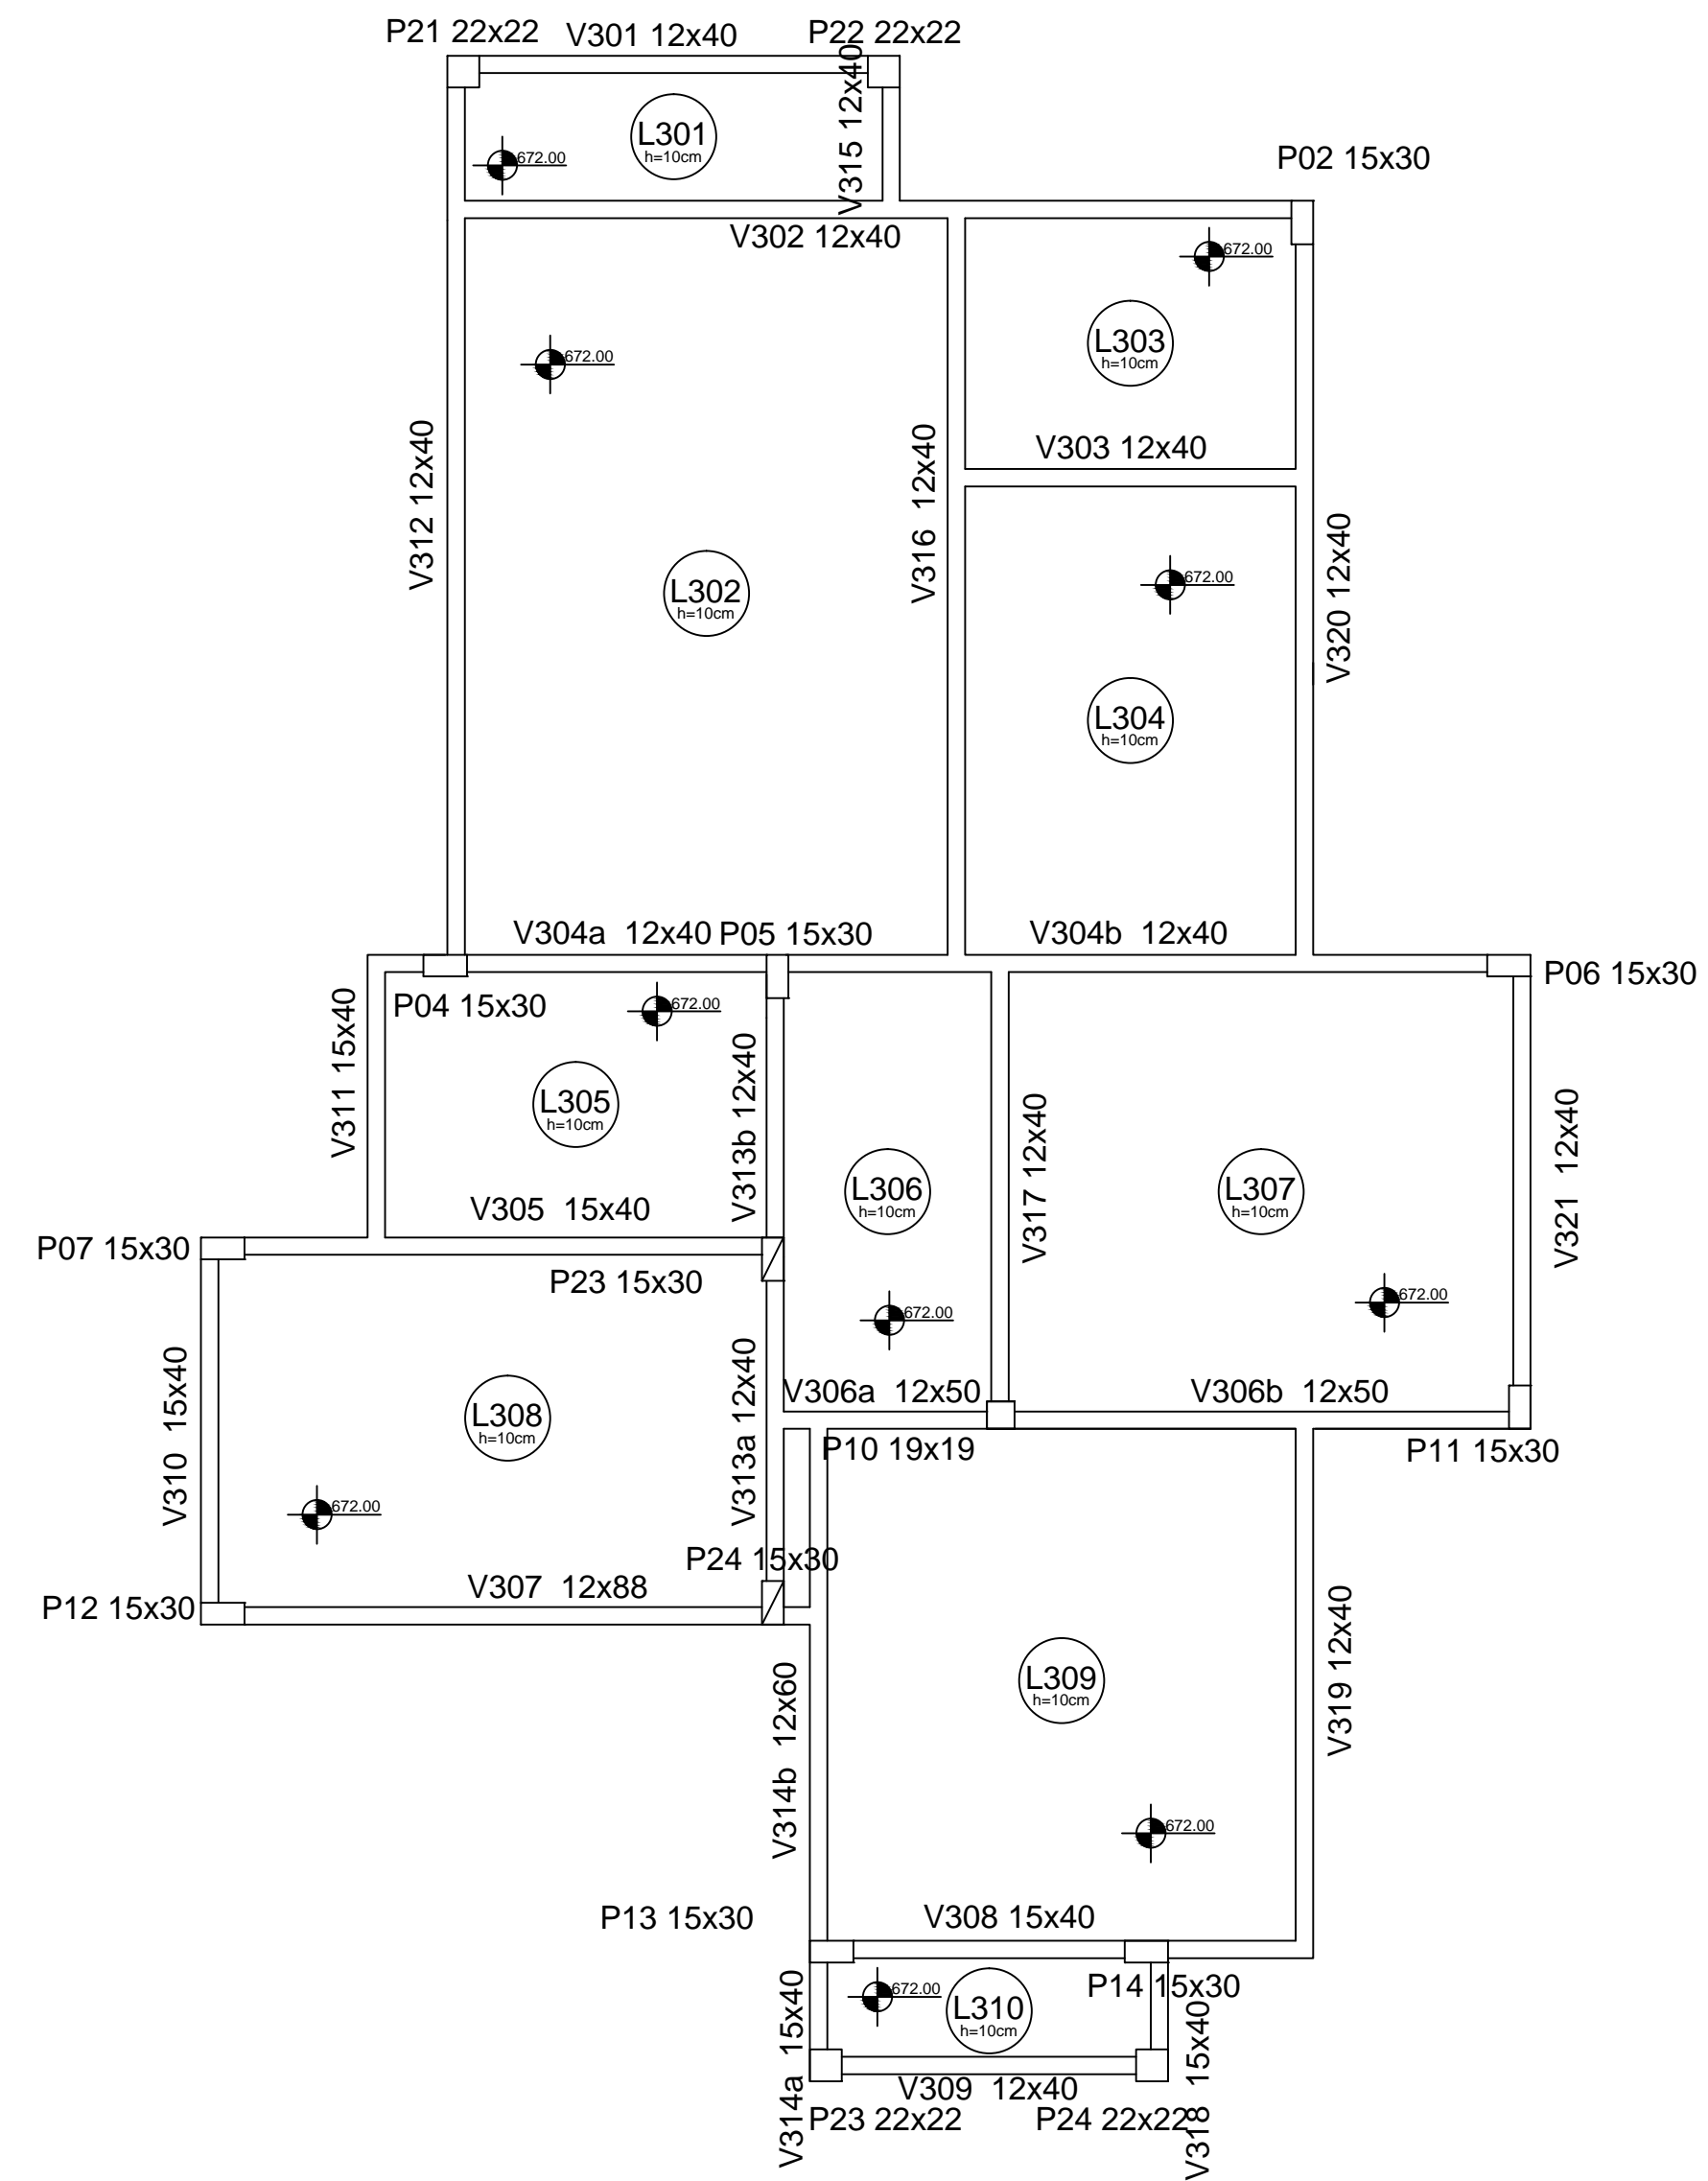 P21 22x22
V301 12x40
P22 22x22
V315 12x40
L301
h=10cm
672.00
P02 15x30
V302 12x40
672.00
672.00
L303
h=10cm
V303 12x40
V312 12x40
V316 12x40
V320 12x40
L302
h=10cm
672.00
L304
h=10cm
V304a 12x40
P05 15x30
V304b 12x40
P06 15x30
P04 15x30
672.00
V311 15x40
L305
h=10cm
V313b 12x40
V317 12x40
V321 12x40
L306
h=10cm
L307
h=10cm
V305 15x40
P07 15x30
P23 15x30
672.00
672.00
V306a 12x50
V306b 12x50
V310 15x40
L308
h=10cm
V313a 12x40
P10 19x19
P11 15x30
672.00
P24 15x30
V307 12x88
P12 15x30
V314b 12x60
L309
h=10cm
V319 12x40
672.00
P13 15x30
V308 15x40
P14 15x30
672.00
L310
h=10cm
V314a 15x40
V318 15x40
V309 12x40
P23 22x22
P24 22x22